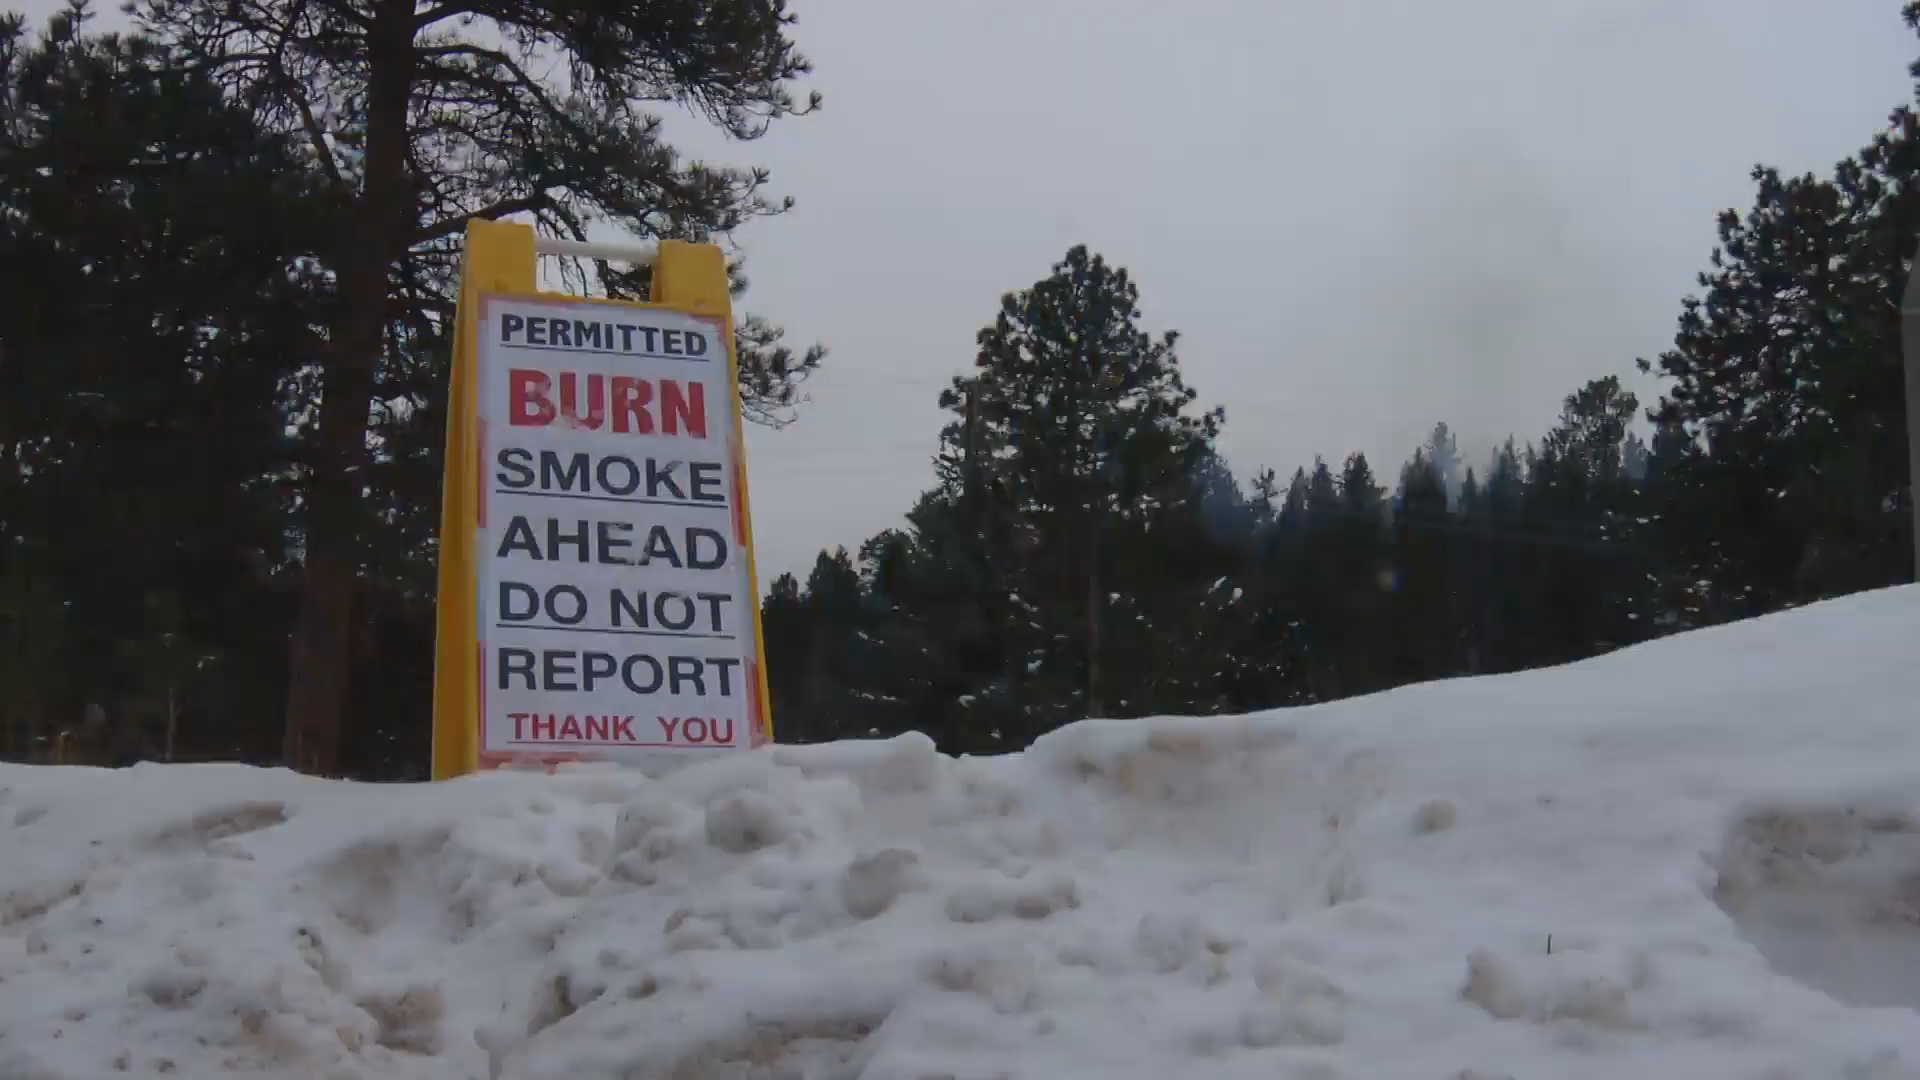 PERMITTED
BURN
SMOKE
AHEAD
DO NOT
REPORT
THANK YOU